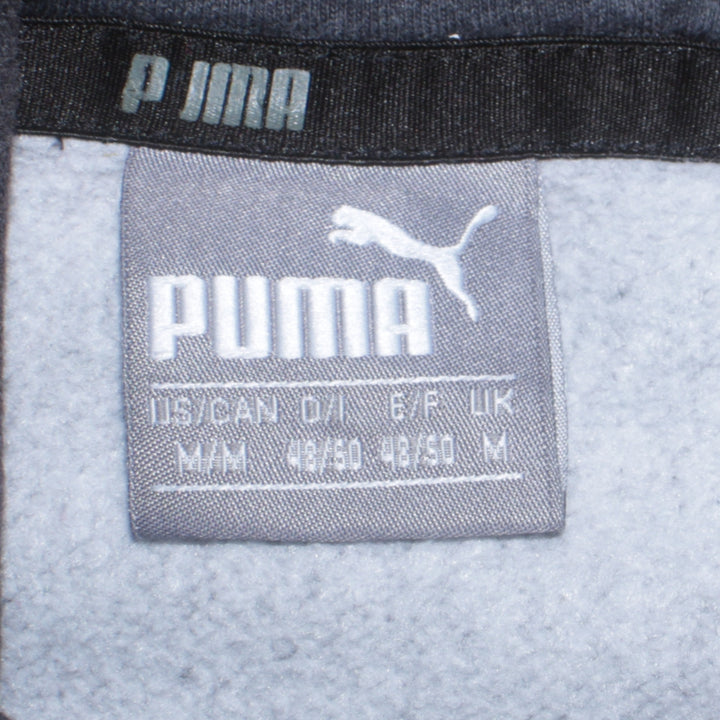 PUMA
PUMA
US/CAN D/I E/F UK
M/M 48/50 48/50 M